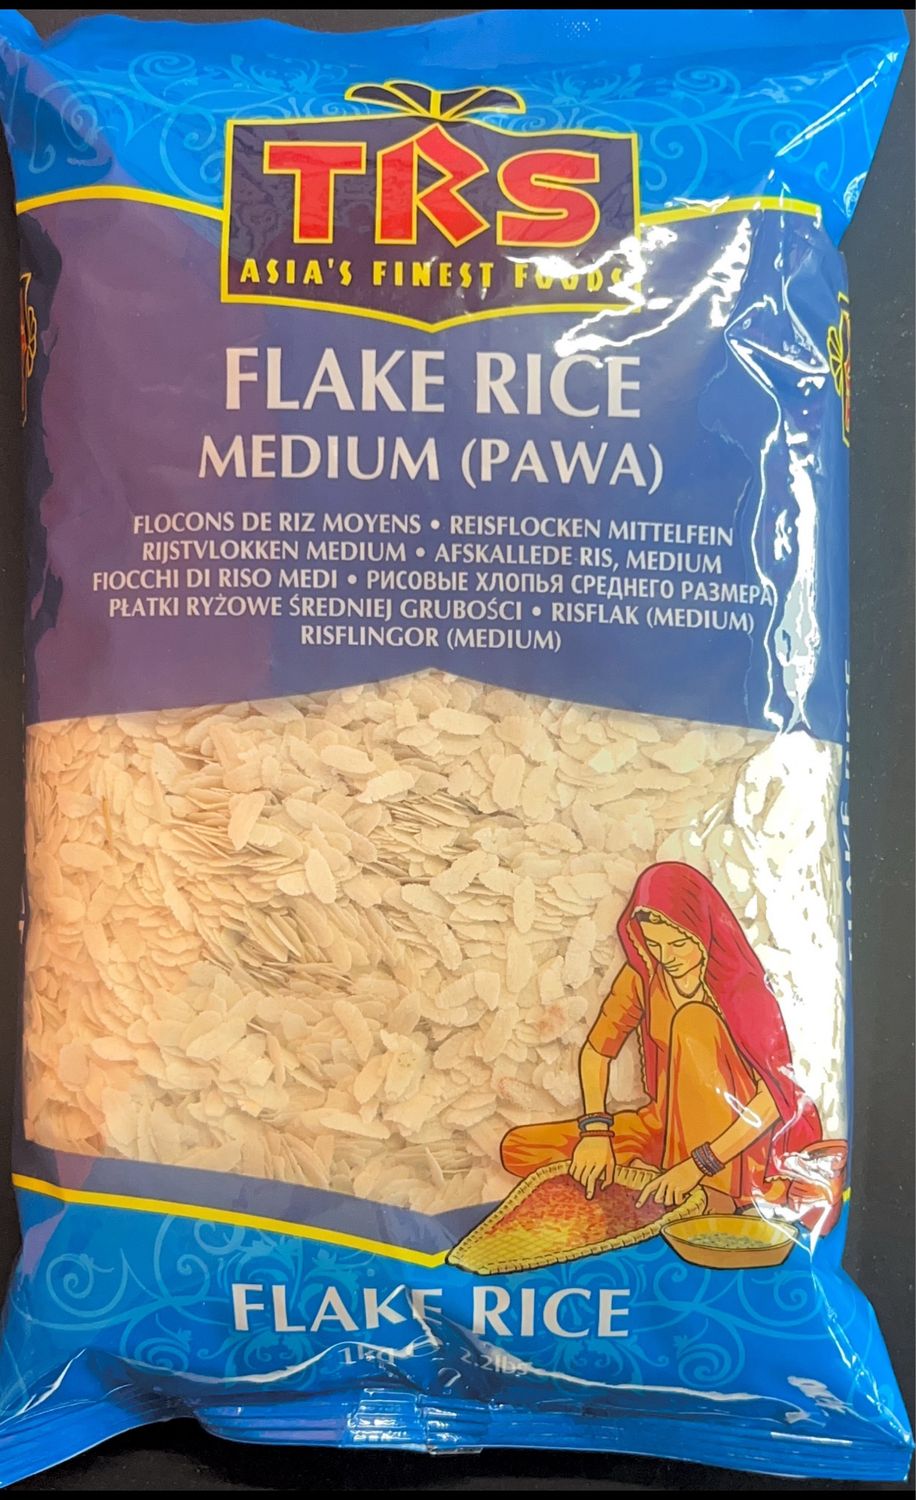 TRS
ASIA'S FINEST FOODS
FLAKE RICE
MEDIUM (PAWA)
FLOCONS DE RIZ MOYENS • REISFLOCKEN MITTELFEIN
RIJSTVLOKKEN MEDIUM • AFSKALLEDE RIS, MEDIUM
FIOCCHI DI RISO MEDI • РИСОВЫЕ ХЛОПЬЯ СРЕДНЕГО РАЗМЕРА
PŁATKI RYŻOWE ŚREDNIEJ GRUBOŚCI • RISFLAK (MEDIUM)
RISFLINGOR (MEDIUM)
FLAKE RICE
1kg 2.2lbs